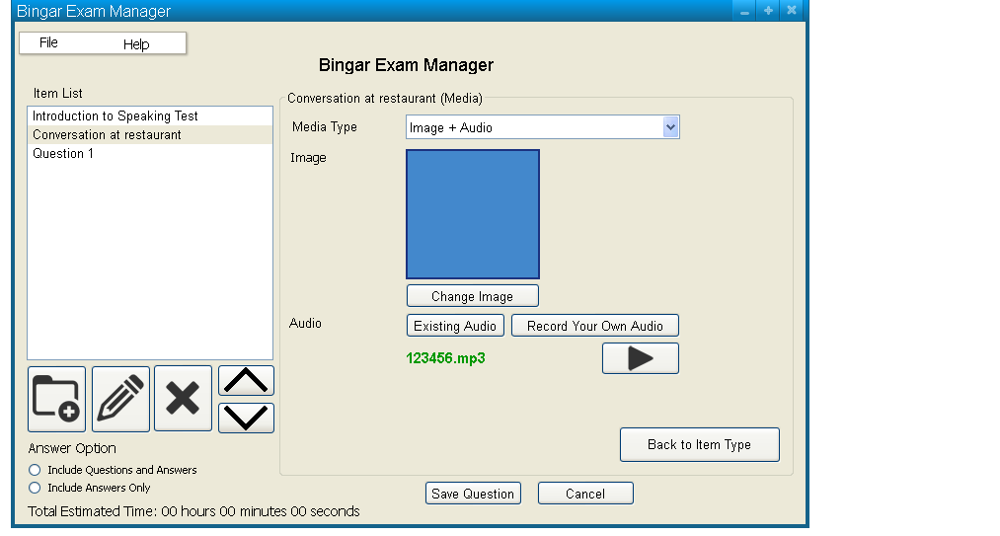 Bingar Exam Manager
File Help
Bingar Exam Manager
Item List
Introduction to Speaking Test
Conversation at restaurant
Question 1
Conversation at restaurant (Media)
Media Type Image + Audio
Image
Change Image
Audio Existing Audio Record Your Own Audio
123456.mp3
Back to Item Type
Answer Option
Include Questions and Answers
Include Answers Only
Save Question Cancel
Total Estimated Time: 00 hours 00 minutes 00 seconds